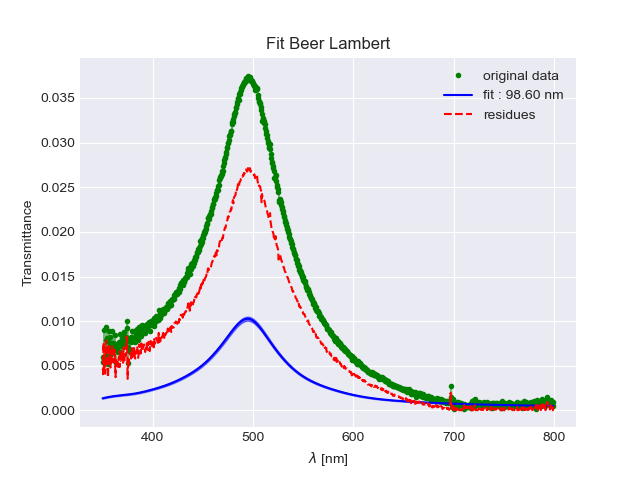 Fit Beer Lambert
original data
fit : 98.60 nm
residues
Transmittance
0.035
0.030
0.025
0.020
0.015
0.010
0.005
0.000
400
500
600
700
800
λ [nm]